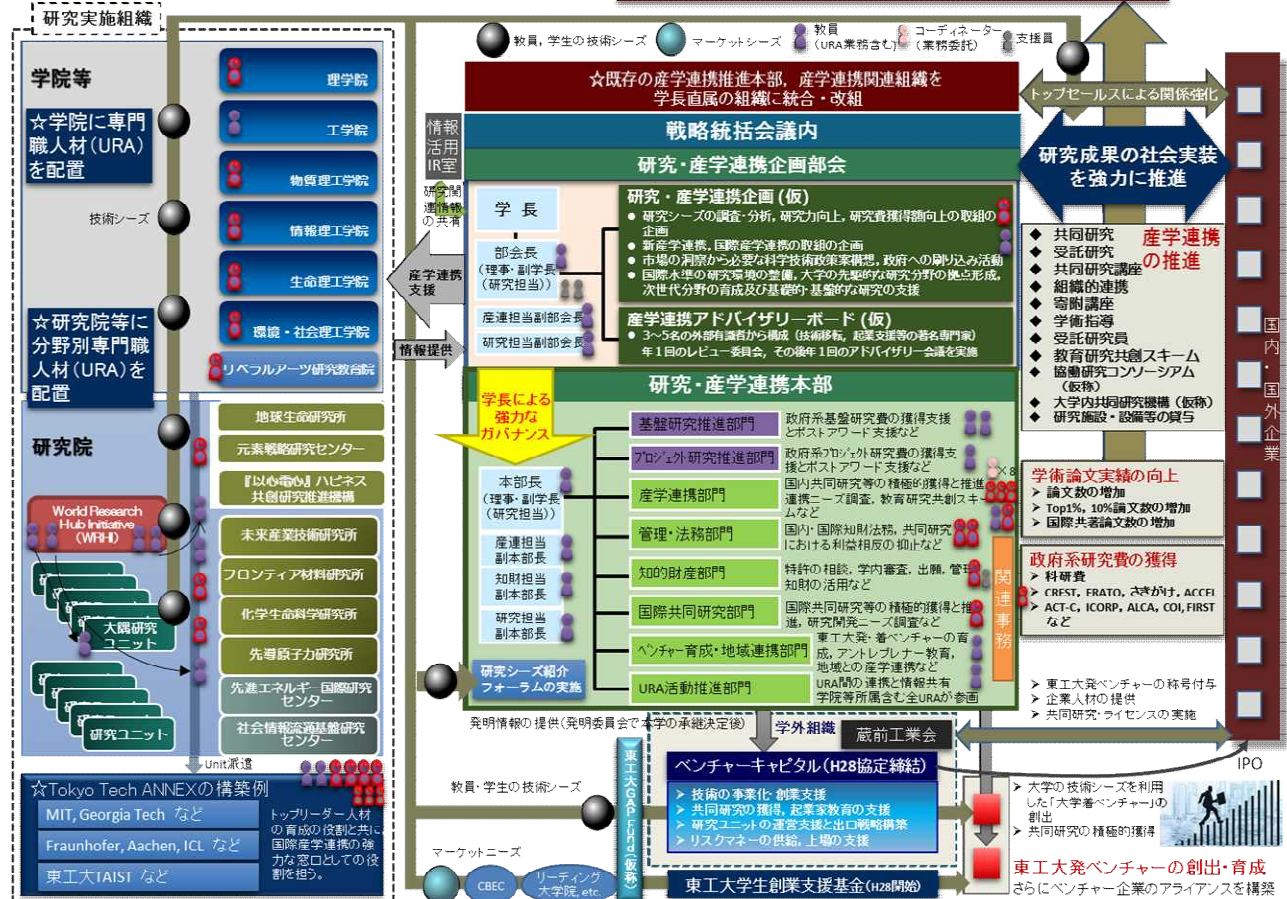 研究実施組織
教員，学生の技術シーズ
マーケットシーズ
教員
（URA業務含む）
コーディネーター
（業務委託）
支援員
学院等
☆学院に専門
職人材（URA）
を配置
技術シーズ
☆研究院等に
分野別専門職
人材（URA）を
配置
理学院
工学院
物質理工学院
情報理工学院
生命理工学院
環境・社会理工学院
リベラルアーツ研究教育院
研究院
地球生命研究所
元素戦略研究センター
『以心電心』ハピネス
共創研究推進機構
World Research
Hub Initiative
（WRHI）
未来産業技術研究所
フロンティア材料研究所
化学生命科学研究所
先導原子力研究所
先進エネルギー国際研究
センター
社会情報流通基盤研究
センター
大隅研究
ユニット
研究ユニット
Unit派遣
☆Tokyo Tech ANNEXの構築例
MIT, Georgia Tech など
Fraunhofer, Aachen, ICL など
東工大TAIST など
トップリーダー人材
の育成の役割と共に，
国際産学連携の強
力な窓口としての役
割を担う。
☆既存の産学連携推進本部，産学連携関連組織を
学長直属の組織に統合・改組
情報
活用
IR室
戦略統括会議内
研究・産学連携企画部会
研究関
連情報
の共有
産学連携
支援
情報提供
学 長
部会長
（理事・副学長
（研究担当））
産連担当副部会長
研究担当副部会長
研究・産学連携企画（仮）
● 研究シーズの調査・分析，研究力向上，研究費獲得額向上の取組の
企画
● 新産学連携，国際産学連携の取組の企画
● 市場の洞察から必要な科学技術政策案構想，政府への刷り込み活動
● 国際水準の研究環境の整備，大学の先駆的な研究分野の拠点形成，
次世代分野の育成及び基礎的・基盤的な研究の支援
産学連携アドバイザリーボード（仮）
● 3～5名の外部有識者から構成（技術移転，起業支援等の著名専門家）
年1回のレビュー委員会，その後年1回のアドバイザリー会議を実施
学長による
強力な
ガバナンス
研究・産学連携本部
本部長
（理事・副学長
（研究担当））
産連担当
副本部長
知財担当
副本部長
研究担当
副本部長
基盤研究推進部門
政府系基盤研究費の獲得支援
とポストアワード支援など
プロジェクト研究推進部門
政府系プロジェクト研究費の獲得支
援とポストアワード支援など
×8
産学連携部門
国内共同研究等の積極的獲得と推進，
連携ニーズ調査，教育研究共創スキー
ムなど
管理・法務部門
国内・国際知財法務，共同研究
における利益相反の抑止など
知的財産部門
特許の相談，学内審査，出願，管理，
知財の活用など
国際共同研究部門
国際共同研究等の積極的獲得と推
進，研究開発ニーズ調査など
ベンチャー育成・地域連携部門
東工大発・着ベンチャーの育
成，アントレプレナー教育，
地域との産学連携など
URA活動推進部門
URA間の連携と情報共有
学院等所属含む全URAが参画
関連事務
研究シーズ紹介
フォーラムの実施
発明情報の提供（発明委員会で本学の承継決定後）
学外組織
蔵前工業会
教員・学生の技術シーズ
東工大GAP Fund（仮称）
ベンチャーキャピタル（H28協定締結）
➢ 技術の事業化・創業支援
➢ 共同研究の獲得，起業家教育の支援
➢ 研究ユニットの運営支援と出口戦略構築
➢ リスクマネーの供給，上場の支援
マーケットニーズ
CBEC
リーディング
大学院，etc.
東工大学生創業支援基金（H28開始）
トップセールスによる関係強化
研究成果の社会実装
を強力に推進
産学連携
の推進
◆ 共同研究
◆ 受託研究
◆ 共同研究講座
◆ 組織的連携
◆ 寄附講座
◆ 学術指導
◆ 受託研究員
◆ 教育研究共創スキーム
◆ 協働研究コンソーシアム
（仮称）
◆ 大学内共同研究機構（仮称）
◆ 研究施設・設備等の貸与
国内・国外企業
学術論文実績の向上
➢ 論文数の増加
➢ Top1%，10%論文数の増加
➢ 国際共著論文数の増加
政府系研究費の獲得
➢ 科研費
➢ CREST, ERATO, さきがけ, ACCEL
➢ ACT-C, ICORP, ALCA, COI, FIRST
など
➢ 東工大発ベンチャーの称号付与
➢ 企業人材の提供
➢ 共同研究・ライセンスの実施
IPO
➢ 大学の技術シーズを利用
した「大学着ベンチャー」の
創出
➢ 共同研究の積極的獲得
東工大発ベンチャーの創出・育成
さらにベンチャー企業のアライアンスを構築